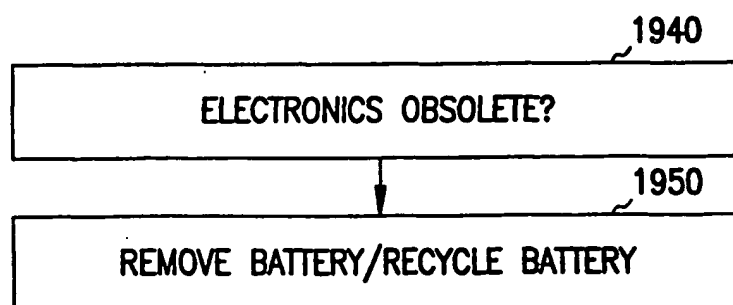 1940
ELECTRONICS OBSOLETE?
1950
REMOVE BATTERY/RECYCLE BATTERY